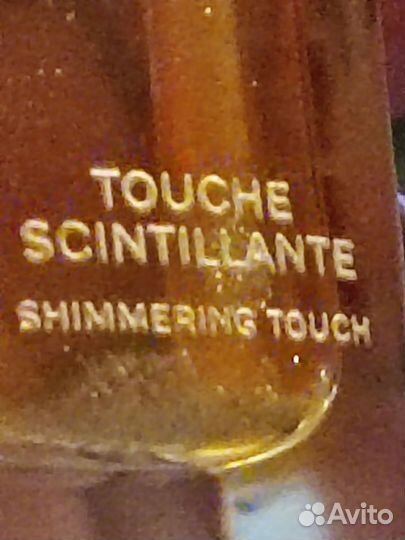 TOUCHE
SCINTILLANTE
SHIMMERING TOUCH
Avito